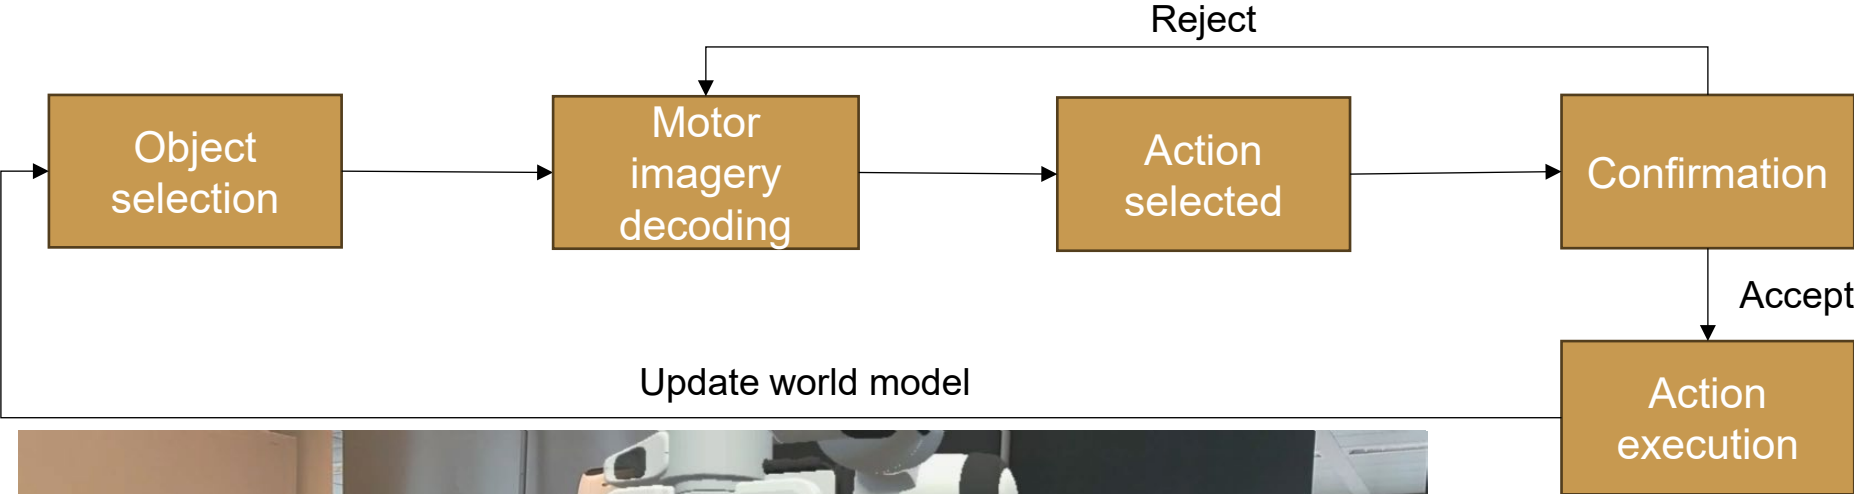 Reject
Object
selection
Motor
imagery
decoding
Action
selected
Confirmation
Accept
Update world model
Action
execution